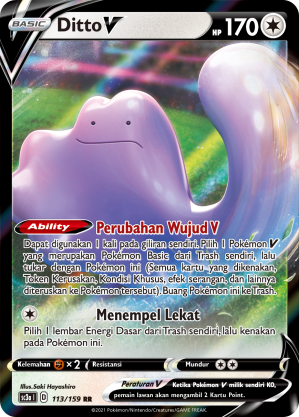 BASIC Ditto V HP 170
Ability Perubahan Wujud V
Dapat digunakan 1 kali pada giliran sendiri. Pilih 1 Pokémon V
yang merupakan Pokémon Basic dari Trash sendiri, lalu
tukar dengan Pokémon ini (Semua kartu yang dikenakan,
Token Kerusakan, Kondisi Khusus, efek serangan, dan lainnya
diteruskan ke Pokémon tersebut). Buang Pokémon ini ke Trash.
Menempel Lekat
Pilih 1 lembar Energi Dasar dari Trash sendiri, lalu kenakan
pada Pokémon ini.
Kelemahan × 2 Resistansi Mundur
Illus. Saki Hayashiro
sc3a I D 113/159 RR
Peraturan V Ketika Pokémon V milik sendiri KO,
pemain lawan akan mengambil 2 kartu Point.
©2021 Pokémon/Nintendo/Creatures/GAME FREAK.